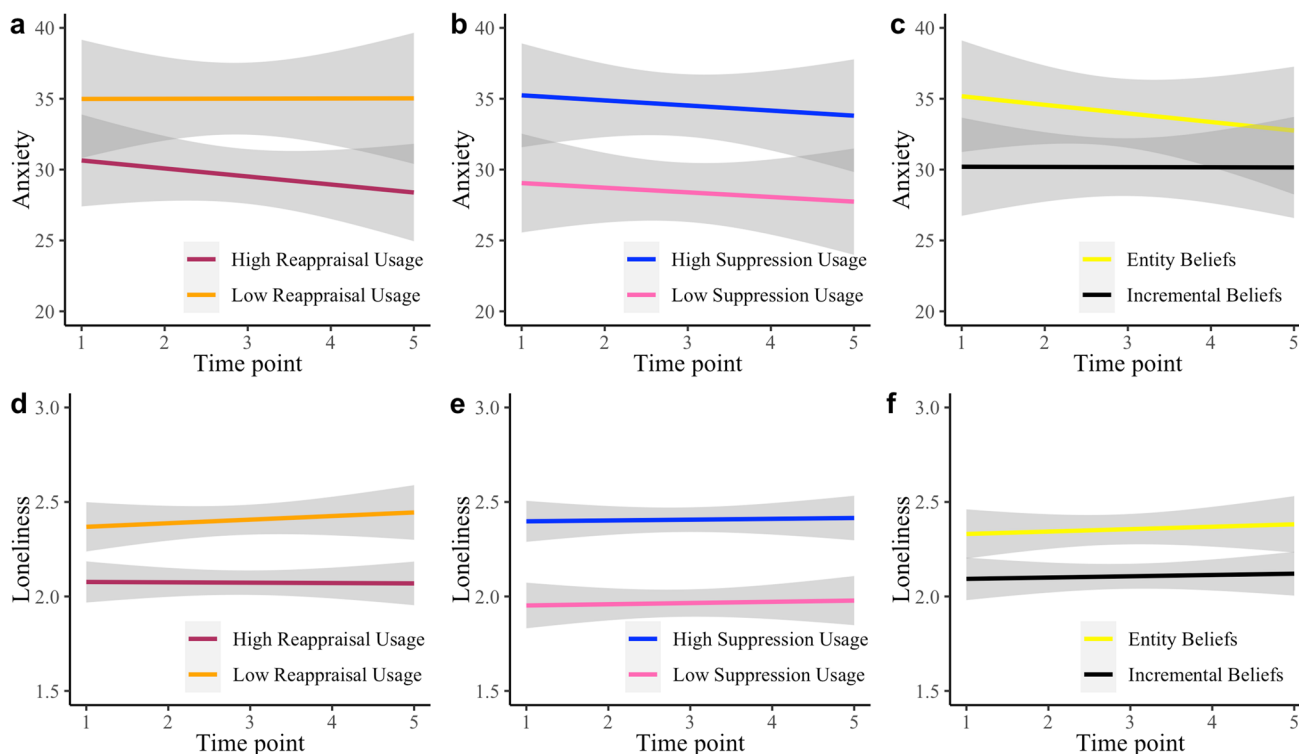 a
40
35
30
25
20
Anxiety
High Reappraisal Usage
Low Reappraisal Usage
1 2 3 4 5
Time point
b
40
35
30
25
20
Anxiety
High Suppression Usage
Low Suppression Usage
1 2 3 4 5
Time point
c
40
35
30
25
20
Anxiety
Entity Beliefs
Incremental Beliefs
1 2 3 4 5
Time point
d
3.0
2.5
2.0
1.5
Loneliness
High Reappraisal Usage
Low Reappraisal Usage
1 2 3 4 5
Time point
e
3.0
2.5
2.0
1.5
Loneliness
High Suppression Usage
Low Suppression Usage
1 2 3 4 5
Time point
f
3.0
2.5
2.0
1.5
Loneliness
Entity Beliefs
Incremental Beliefs
1 2 3 4 5
Time point